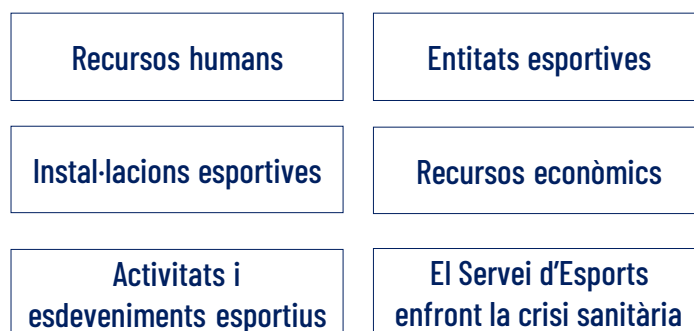 Recursos humans
Entitats esportives
Instal·lacions esportives
Recursos econòmics
Activitats i
esdeveniments esportius
El Servei d'Esports
enfront la crisi sanitària